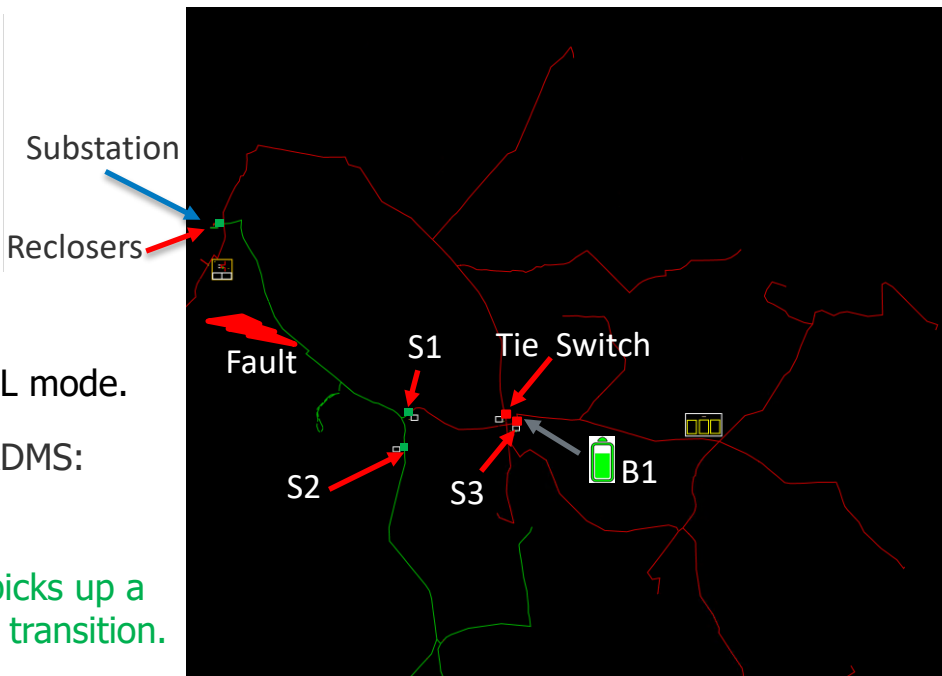 Substation
Reclosers
Fault
S1
Tie Switch
S2
S3
B1
L mode.
DMS:
picks up a
transition.